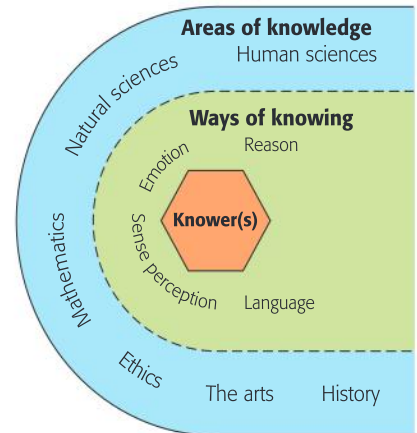 Areas of knowledge
Human sciences
Natural sciences
Ways of knowing
Reason
Emotion
Knower(s)
Sense perception
Mathematics
Language
Ethics
The arts
History